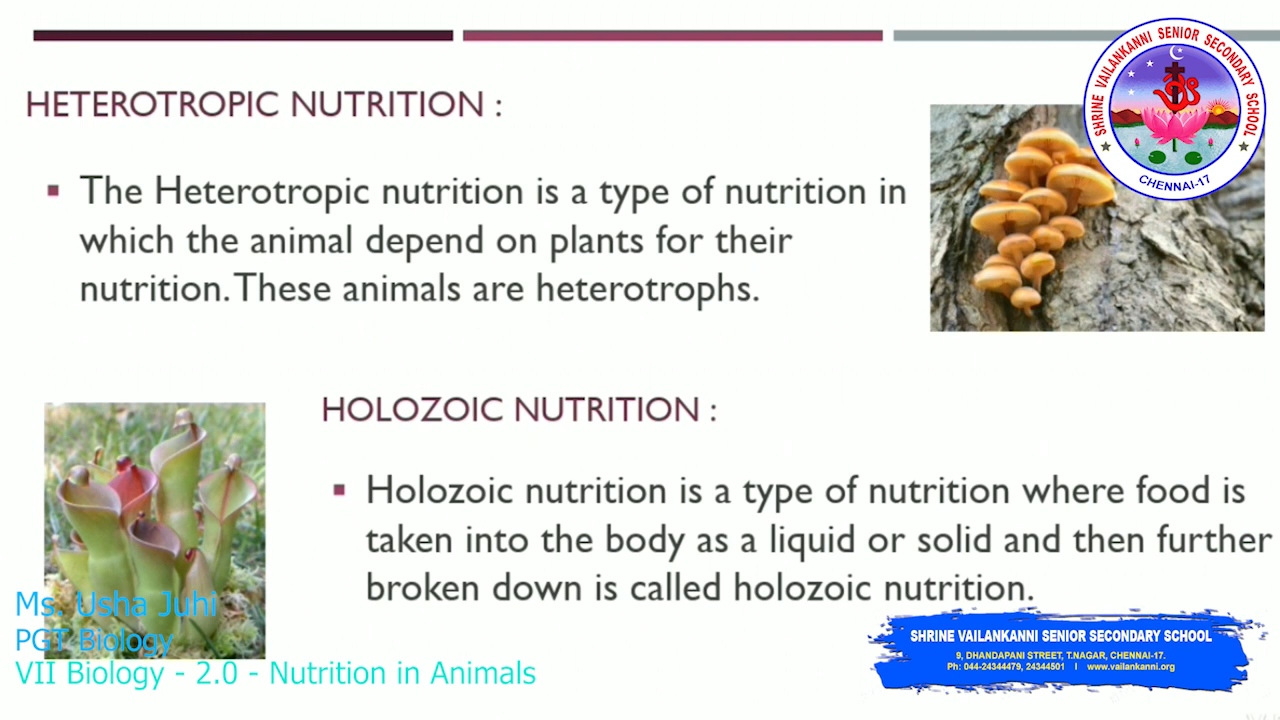 HETEROTROPIC NUTRITION :
SHRINE VAILANKANNI SENIOR SECONDARY SCHOOL
CHENNAI-17
▪ The Heterotropic nutrition is a type of nutrition in
which the animal depend on plants for their
nutrition. These animals are heterotrophs.
HOLOZOIC NUTRITION :
▪ Holozoic nutrition is a type of nutrition where food is
taken into the body as a liquid or solid and then further
broken down is called holozoic nutrition.
Ms. Usha Juhi
PGT Biology
VII Biology - 2.0 - Nutrition in Animals
SHRINE VAILANKANNI SENIOR SECONDARY SCHOOL
9, DHANDAPANI STREET, T.NAGAR, CHENNAI-17.
Ph: 044-24344479, 24344501 I www.vailankanni.org